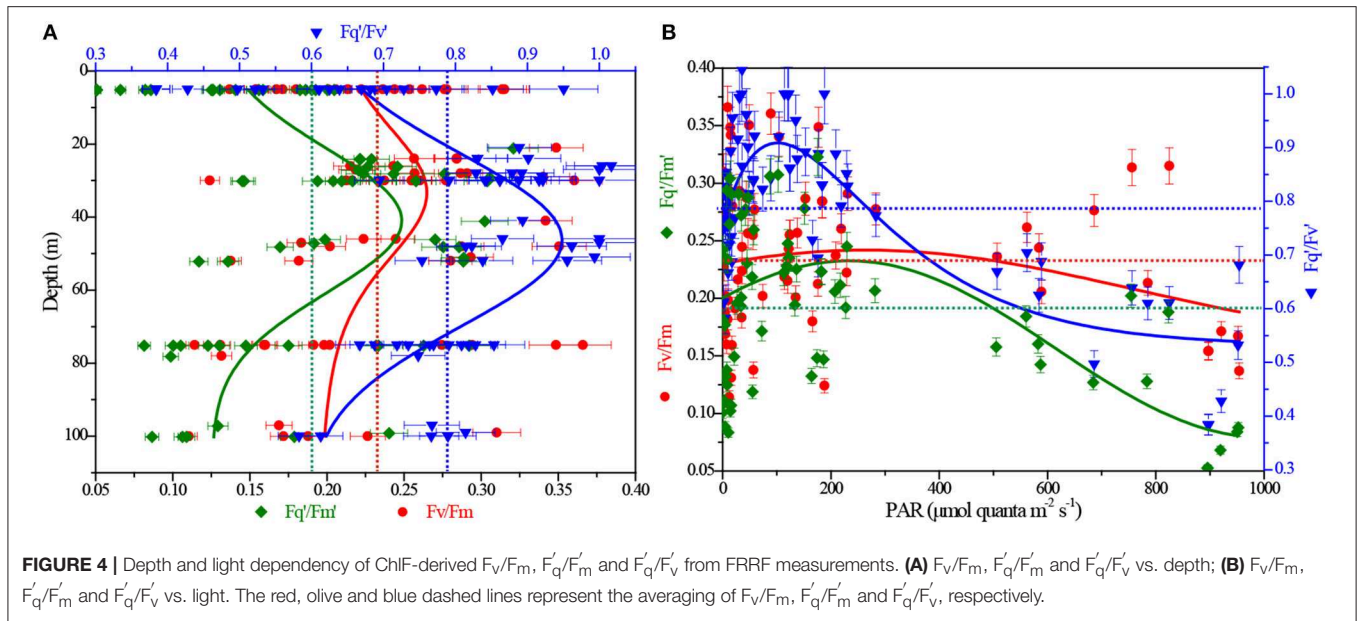 A
Fq'/Fv'
0.3 0.4 0.5 0.6 0.7 0.8 0.9 1.0
0
20
40
60
80
100
Depth (m)
0.05 0.10 0.15 0.20 0.25 0.30 0.35 0.40
Fq'/Fm' Fv/Fm
B
0.40
0.35
0.30
0.25
0.20
0.15
0.10
0.05
Fv/Fm Fq'/Fm'
1.0
0.9
0.8
0.7
0.6
0.5
0.4
0.3
Fq'/Fv'
0 200 400 600 800 1000
PAR (μmol quanta m⁻² s⁻¹)
FIGURE 4 | Depth and light dependency of ChlF-derived Fv/Fm, F′q/F′m and F′q/F′v from FRRF measurements. (A) Fv/Fm, F′q/F′m and F′q/F′v vs. depth; (B) Fv/Fm,
F′q/F′m and F′q/F′v vs. light. The red, olive and blue dashed lines represent the averaging of Fv/Fm, F′q/F′m and F′q/F′v, respectively.